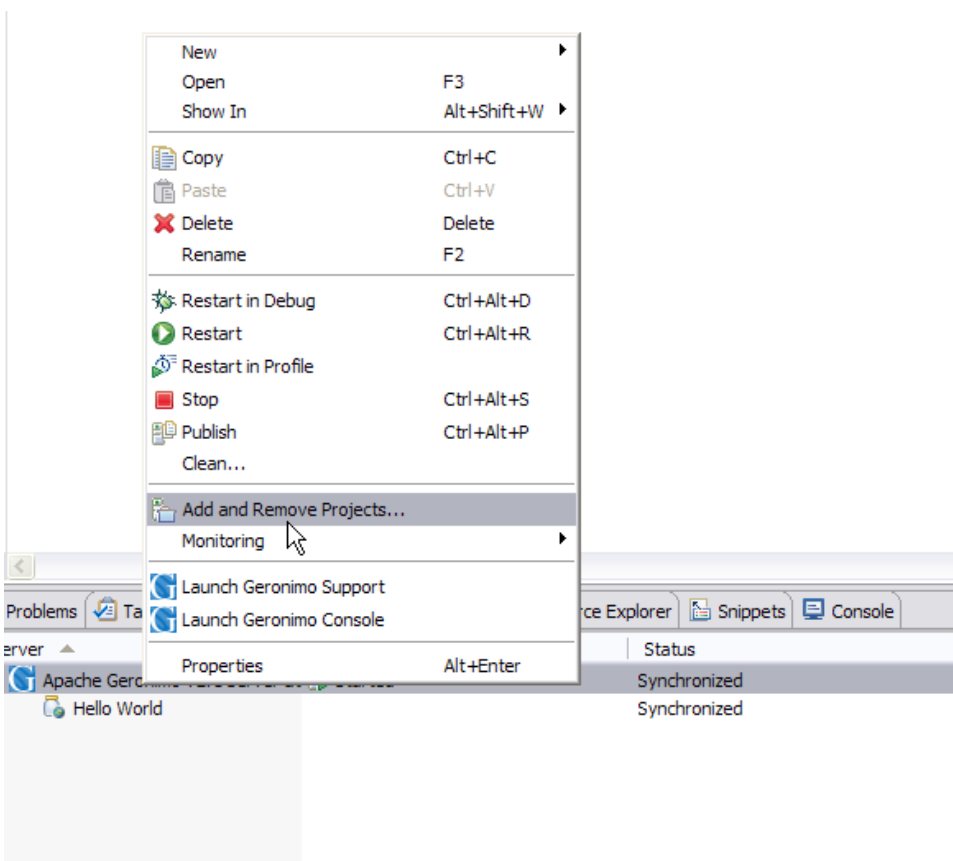 New
Open F3
Show In Alt+Shift+W
Copy Ctrl+C
Paste Ctrl+V
Delete Delete
Rename F2
Restart in Debug Ctrl+Alt+D
Restart Ctrl+Alt+R
Restart in Profile
Stop Ctrl+Alt+S
Publish Ctrl+Alt+P
Clean...
Add and Remove Projects...
Monitoring
Launch Geronimo Support
Launch Geronimo Console
Properties Alt+Enter
Problems Ta rce Explorer Snippets Console
erver Status
Apache Synchronized
Hello World Synchronized